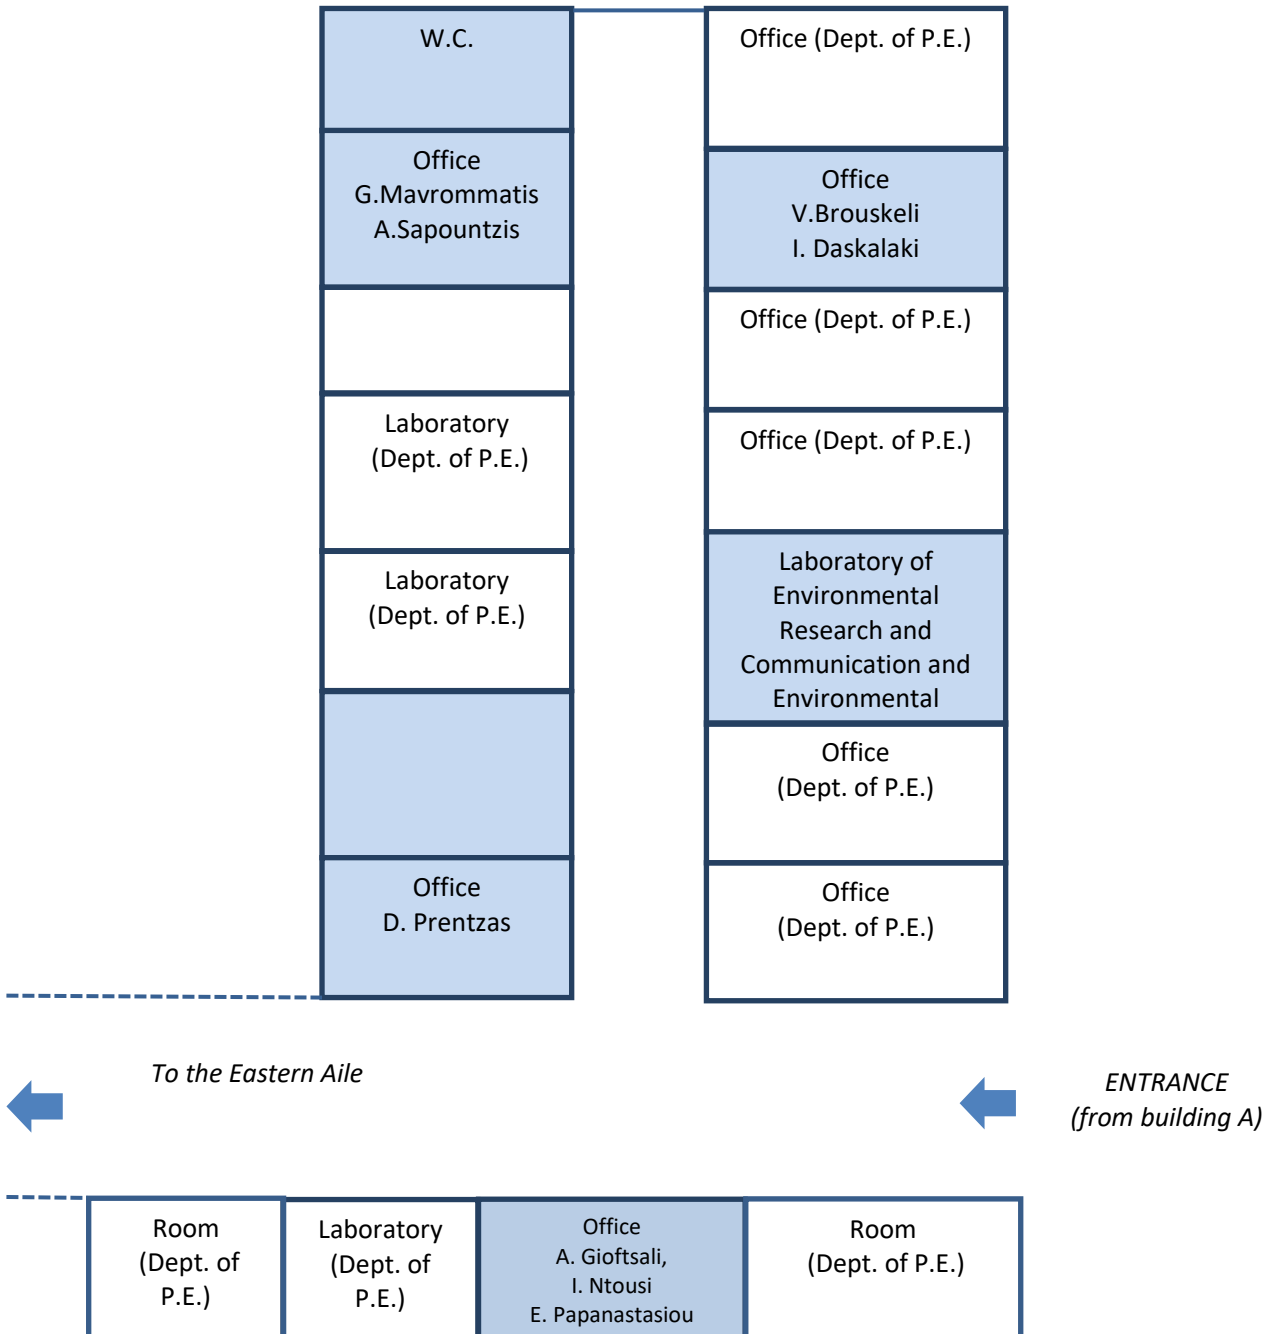 W.C.
Office (Dept. of P.E.)
Office
G.Mavrommatis
A.Sapountzis
Office
V.Brouskeli
I. Daskalaki
Office (Dept. of P.E.)
Laboratory
(Dept. of P.E.)
Office (Dept. of P.E.)
Laboratory
(Dept. of P.E.)
Laboratory of
Environmental
Research and
Communication and
Environmental
Office
(Dept. of P.E.)
Office
D. Prentzas
Office
(Dept. of P.E.)
To the Eastern Aile
ENTRANCE
(from building A)
Room
(Dept. of
P.E.)
Laboratory
(Dept. of
P.E.)
Office
A. Gioftsali,
I. Ntousi
E. Papanastasiou
Room
(Dept. of P.E.)